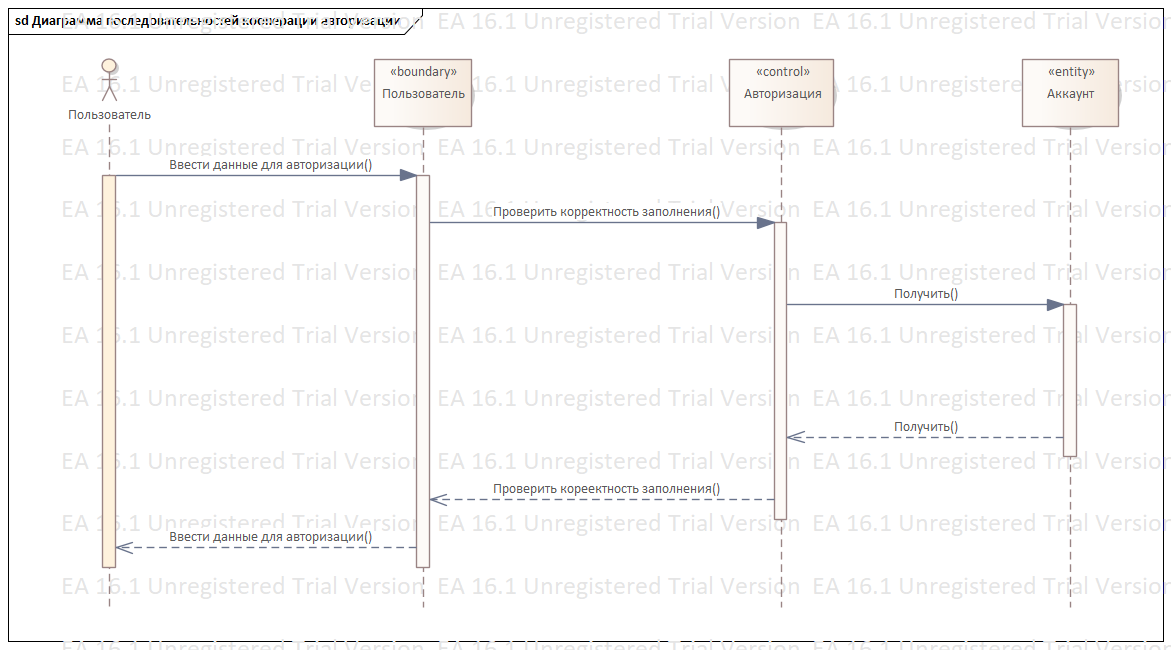 sd Диаграмма последовательностей кооперации авторизации
Пользователь
«boundary»
Пользователь
«control»
Авторизация
«entity»
Аккаунт
Ввести данные для авторизации()
Проверить корректность заполнения()
Получить()
Получить()
Проверить кореектность заполнения()
Ввести данные для авторизации()
EA 16.1 Unregistered Trial Version